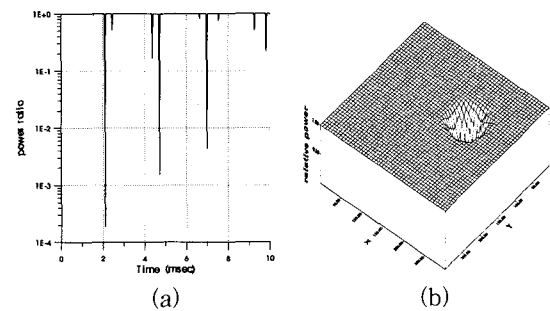 1E+0
1E-1
1E-2
1E-3
1E-4
power ratio
0
2
4
6
8
10
Time (msec)
(a)
relative power
X
Y
(b)